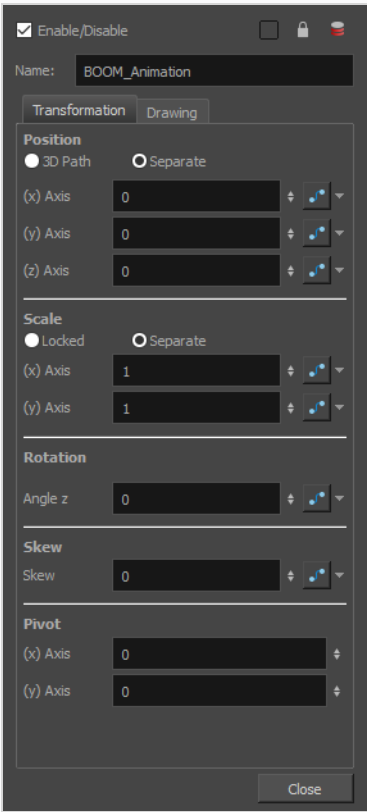 Enable/Disable
Name: BOOM_Animation
Transformation Drawing
Position
3D Path Separate
(x) Axis 0
(y) Axis 0
(z) Axis 0
Scale
Locked Separate
(x) Axis 1
(y) Axis 1
Rotation
Angle z 0
Skew
Skew 0
Pivot
(x) Axis 0
(y) Axis 0
Close